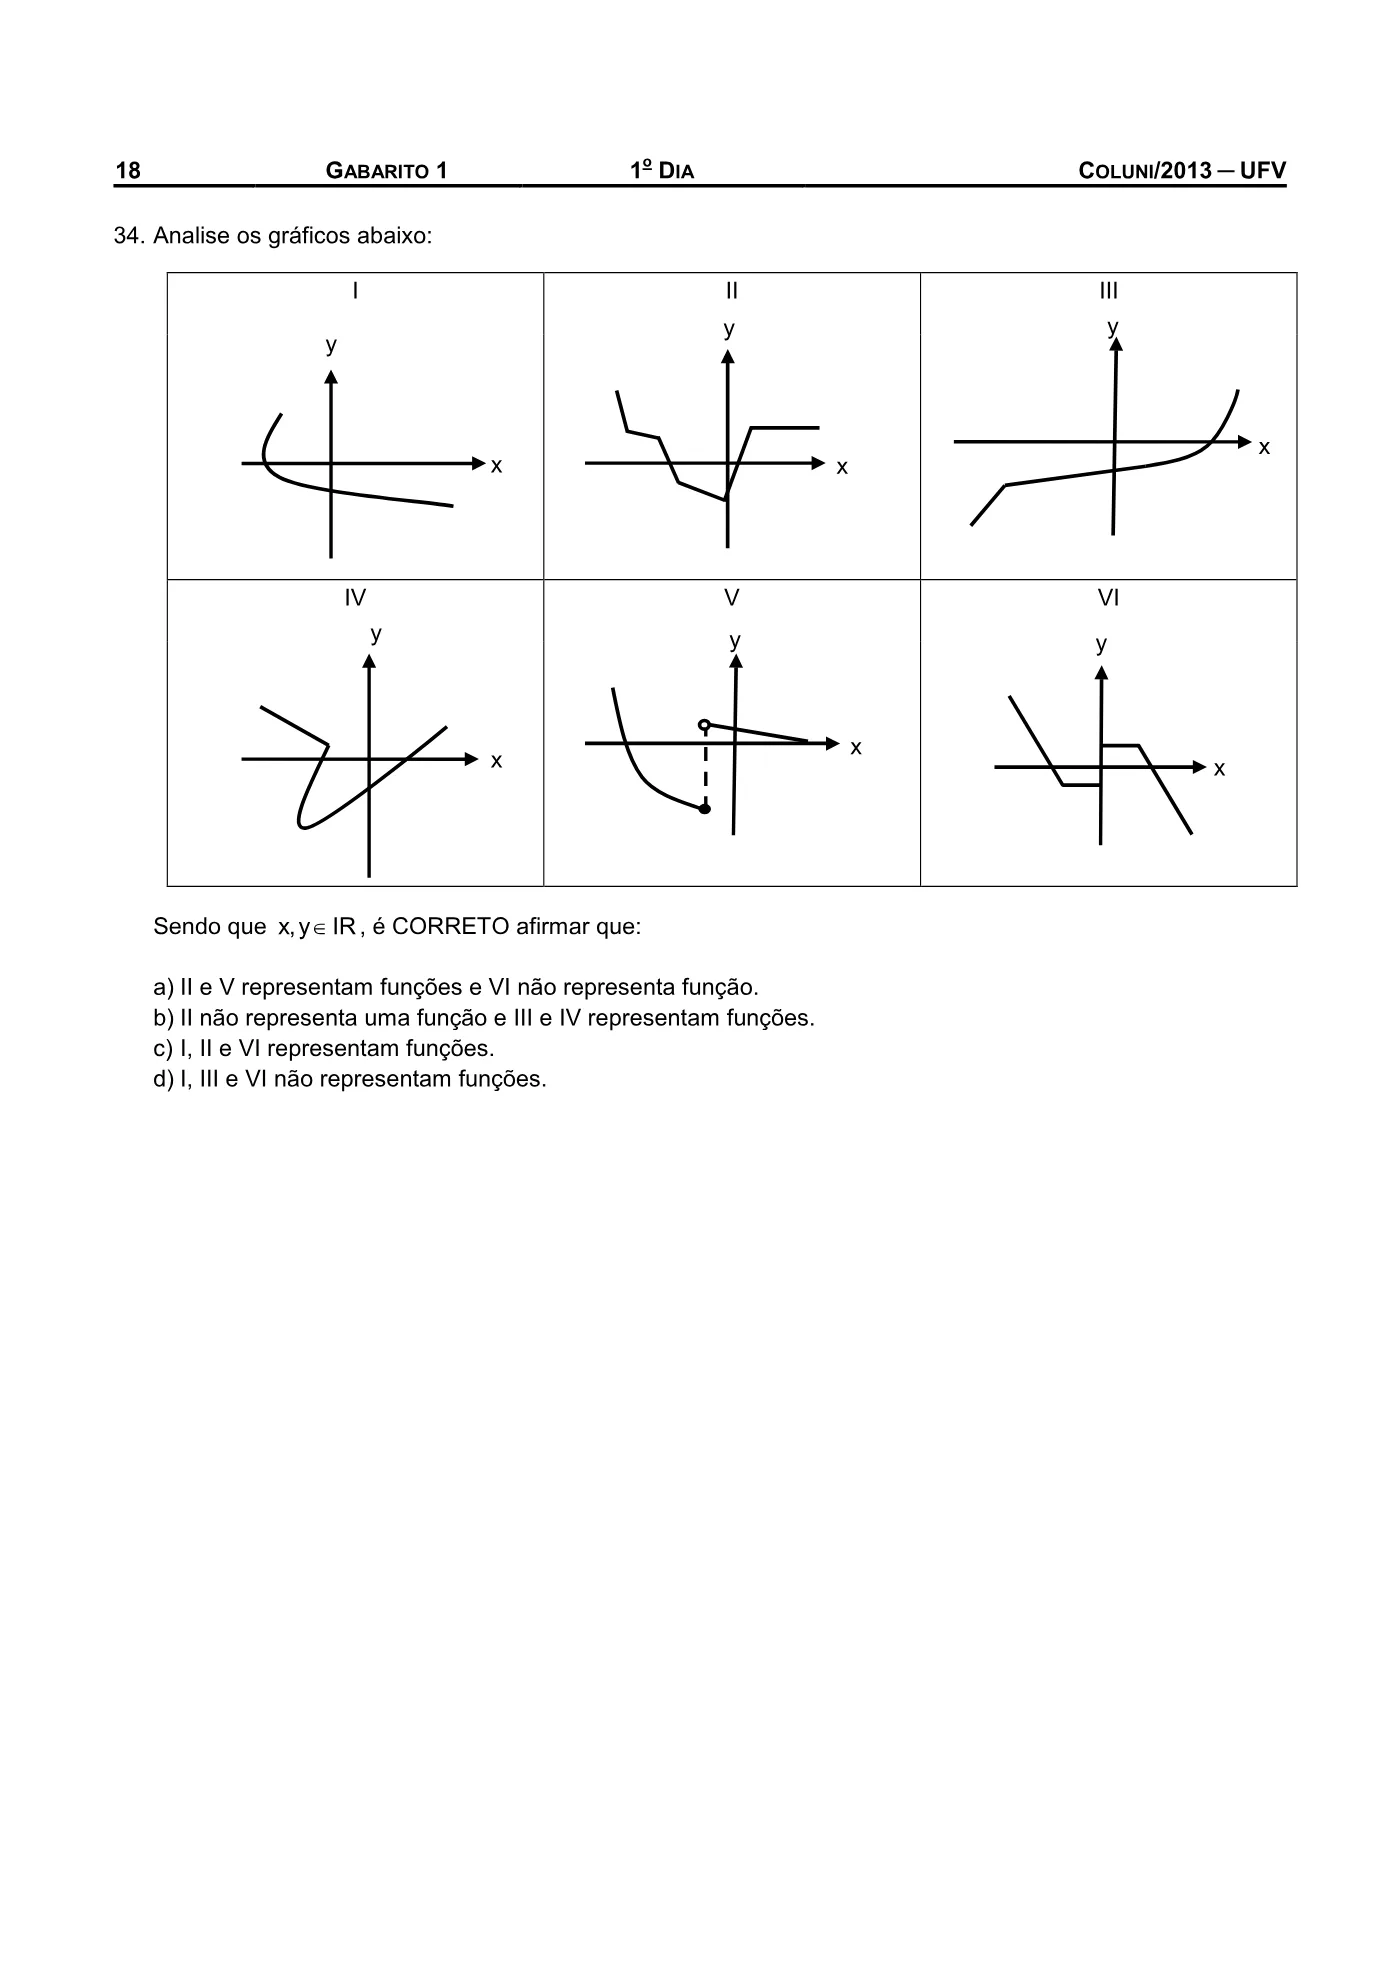 18 GABARITO 1 1º DIA COLUNI/2013 — UFV
34. Analise os gráficos abaixo:
I II III
y y y
x x x
IV V VI
y y y
x x x
Sendo que x, y ∈ IR , é CORRETO afirmar que:
a) II e V representam funções e VI não representa função.
b) II não representa uma função e III e IV representam funções.
c) I, II e VI representam funções.
d) I, III e VI não representam funções.